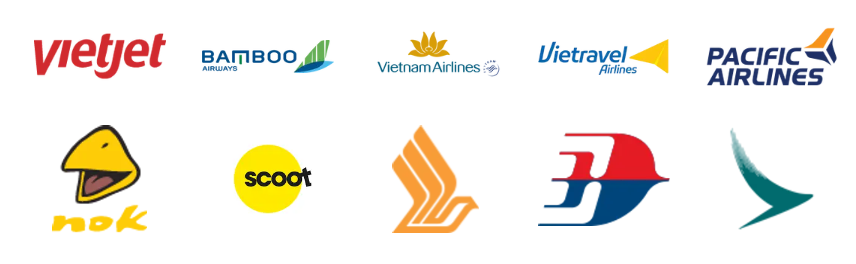 vietjet
BAMBOO
AIRWAYS
Vietnam Airlines
Vietravel
Airlines
PACIFIC
AIRLINES
nok
scoot